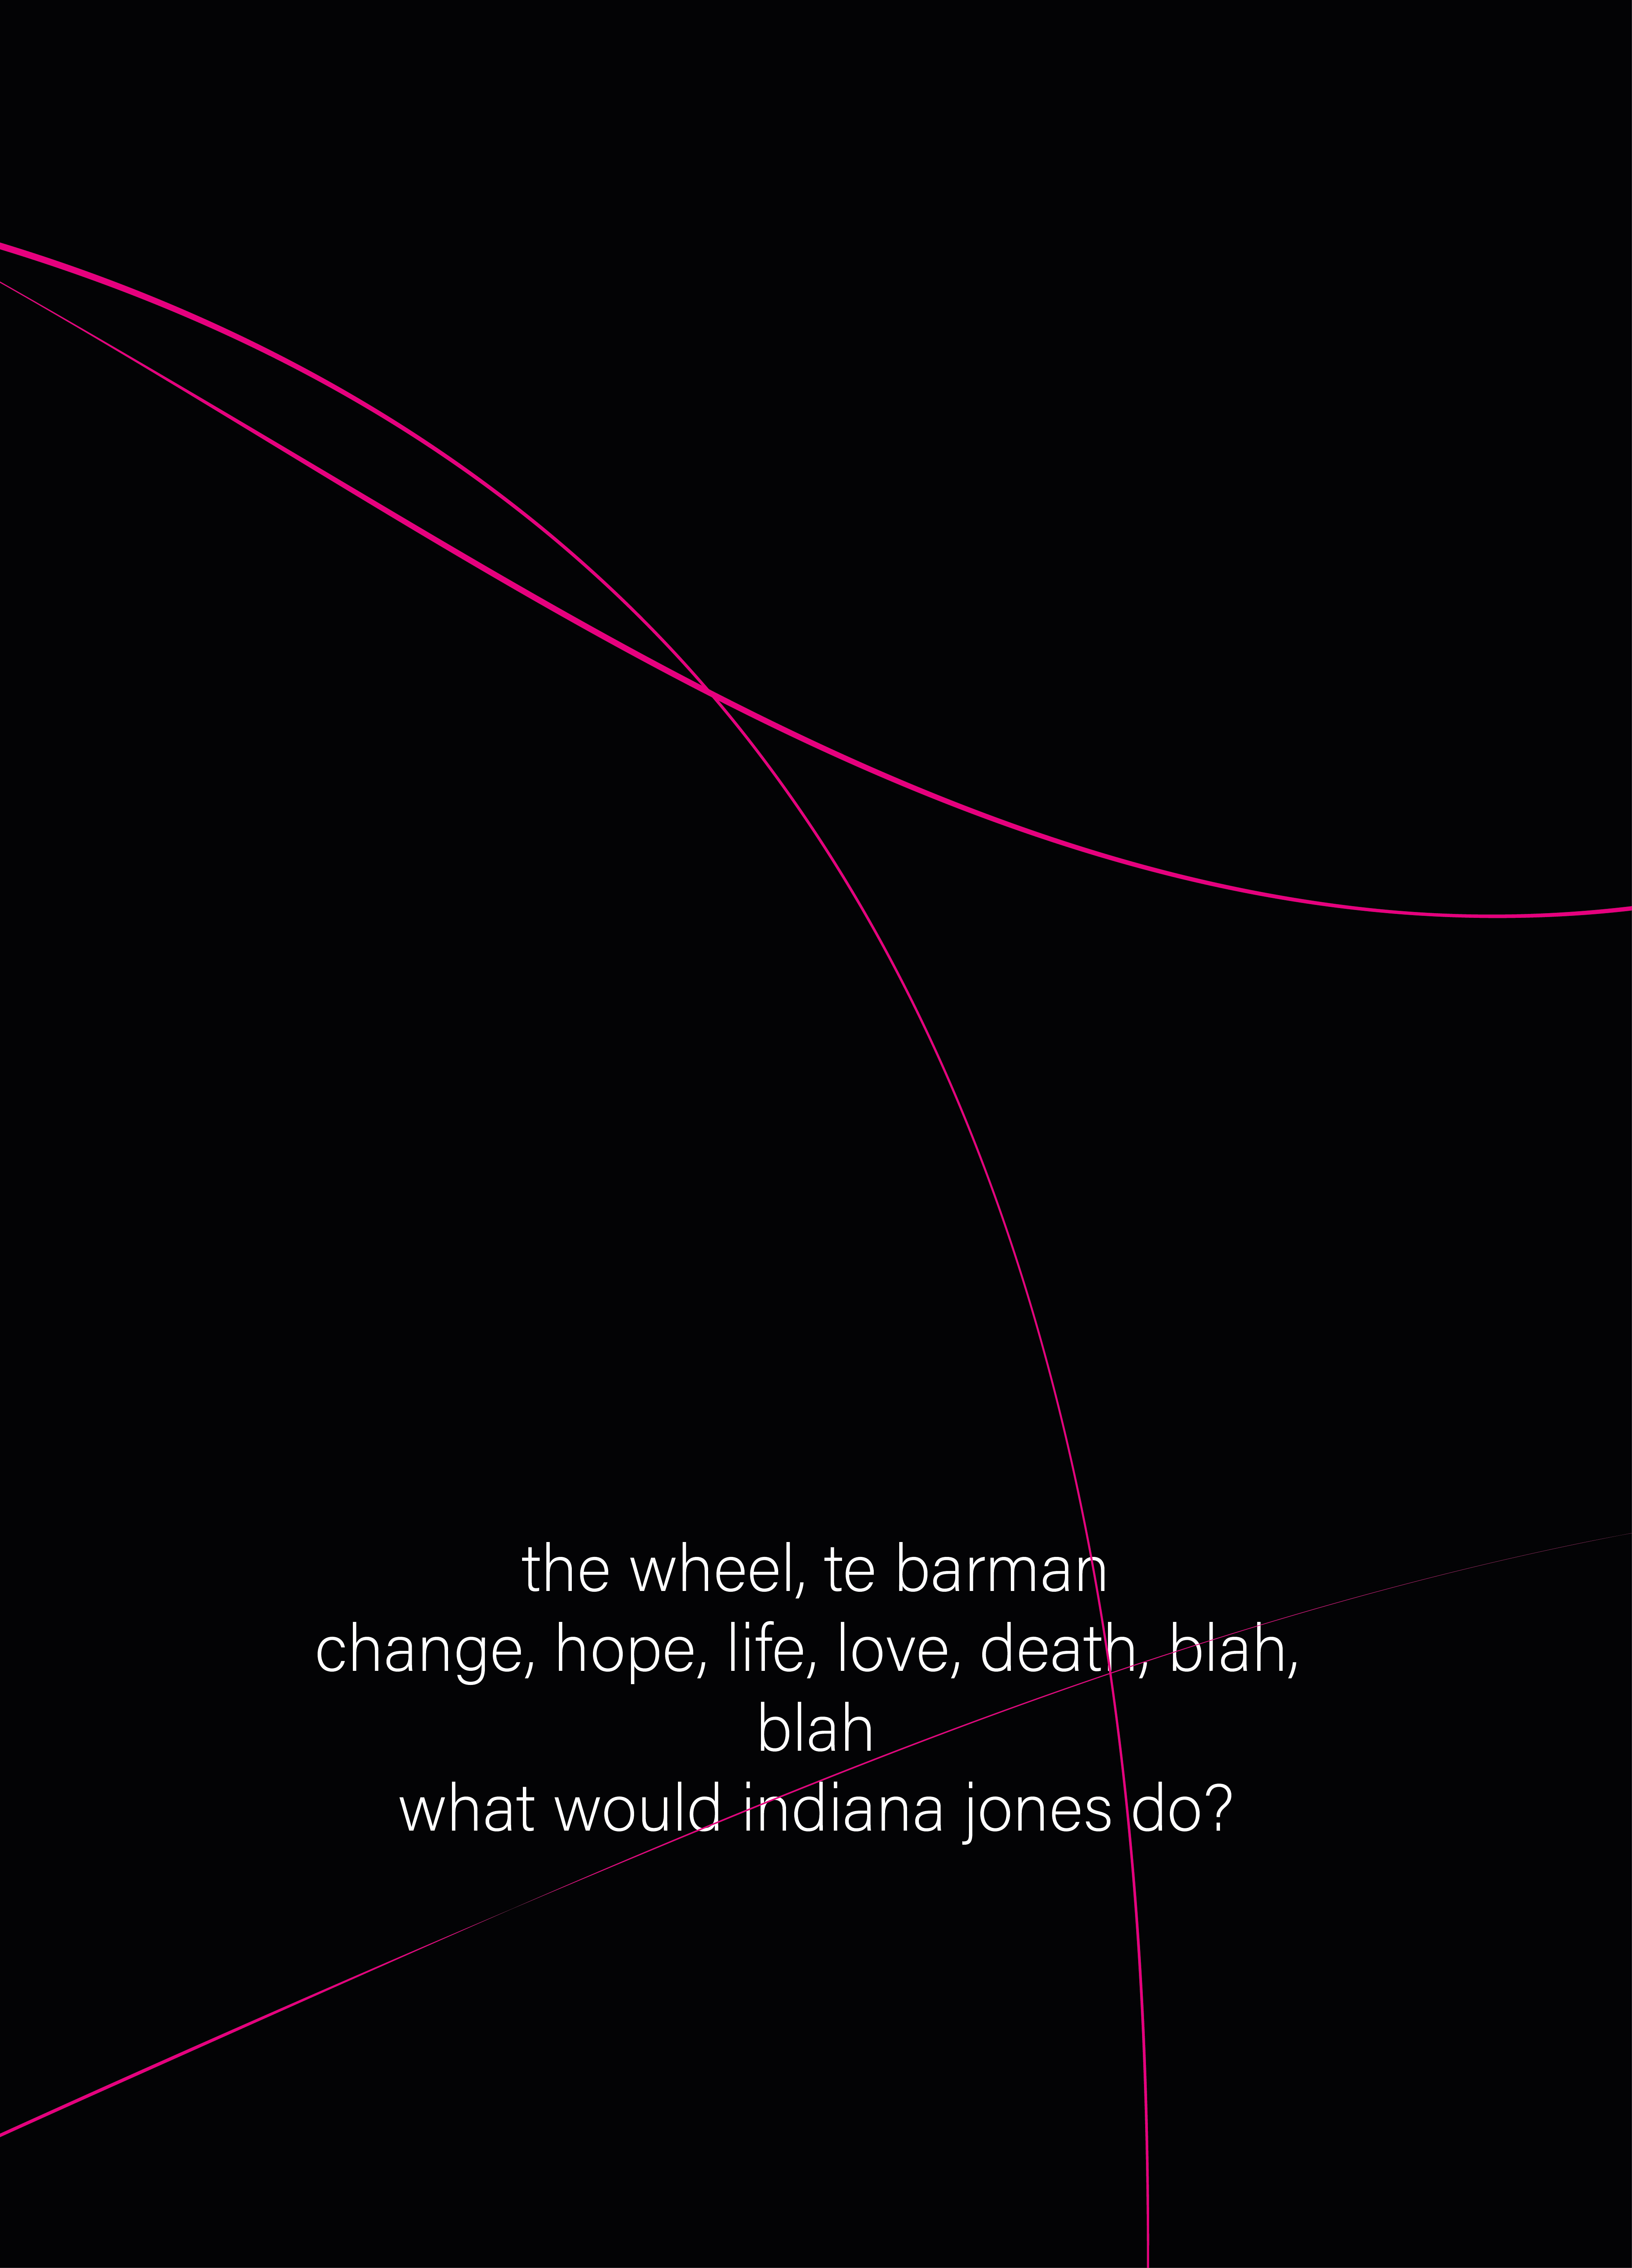 the wheel, te barman
change, hope, life, love, death, blah,
blah
what would indiana jones do?